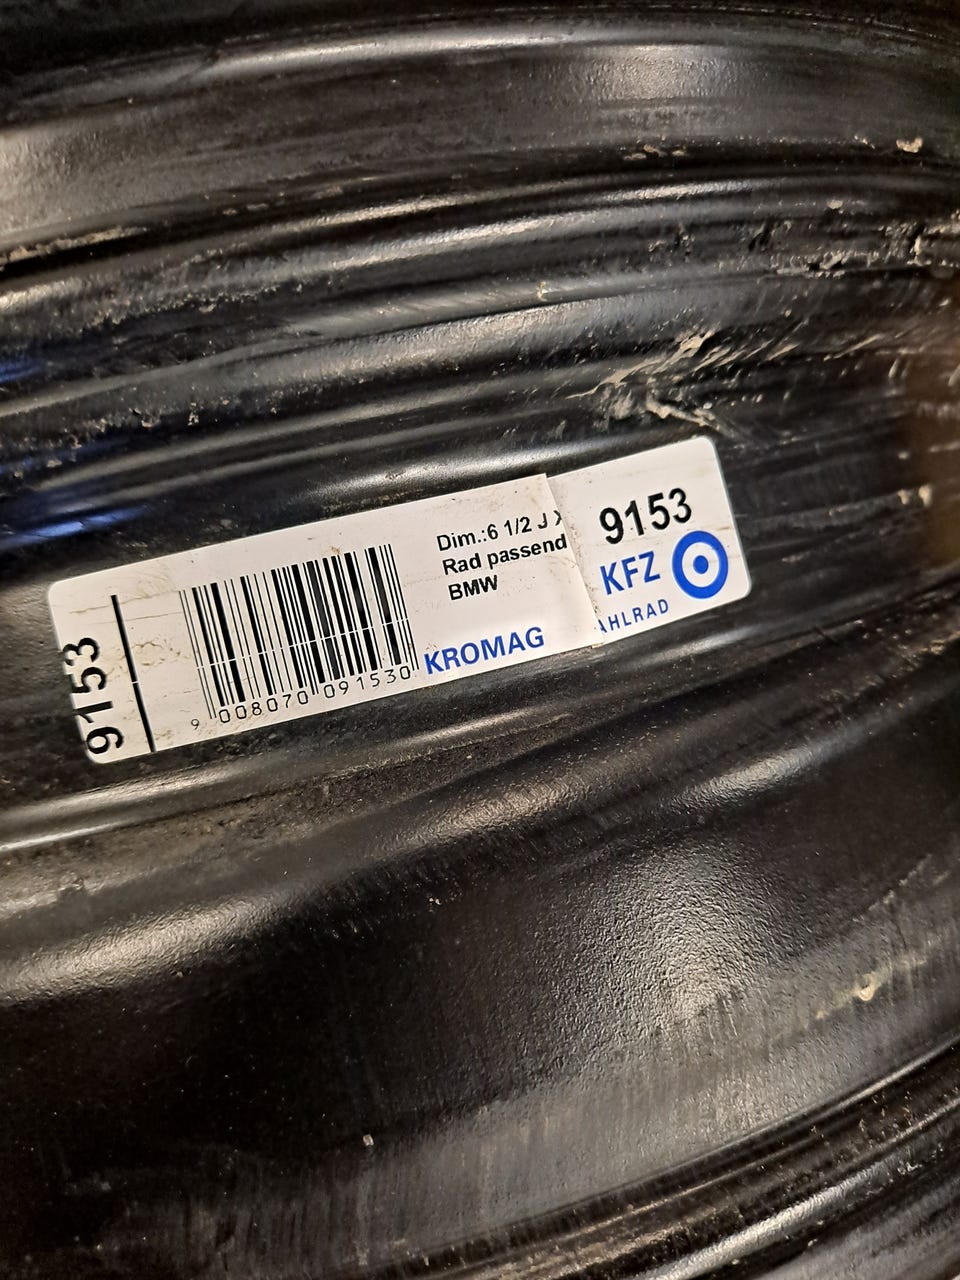 9153
9 008070 091530
Dim.:6 1/2 J X
Rad passend
BMW
KROMAG
9153
KFZ
AHLRAD